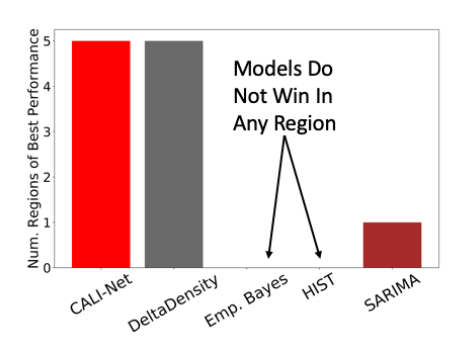 Num. Regions of Best Performance
5
4
3
2
1
0
Models Do
Not Win In
Any Region
CALI-Net
DeltaDensity
Emp. Bayes
HIST
SARIMA